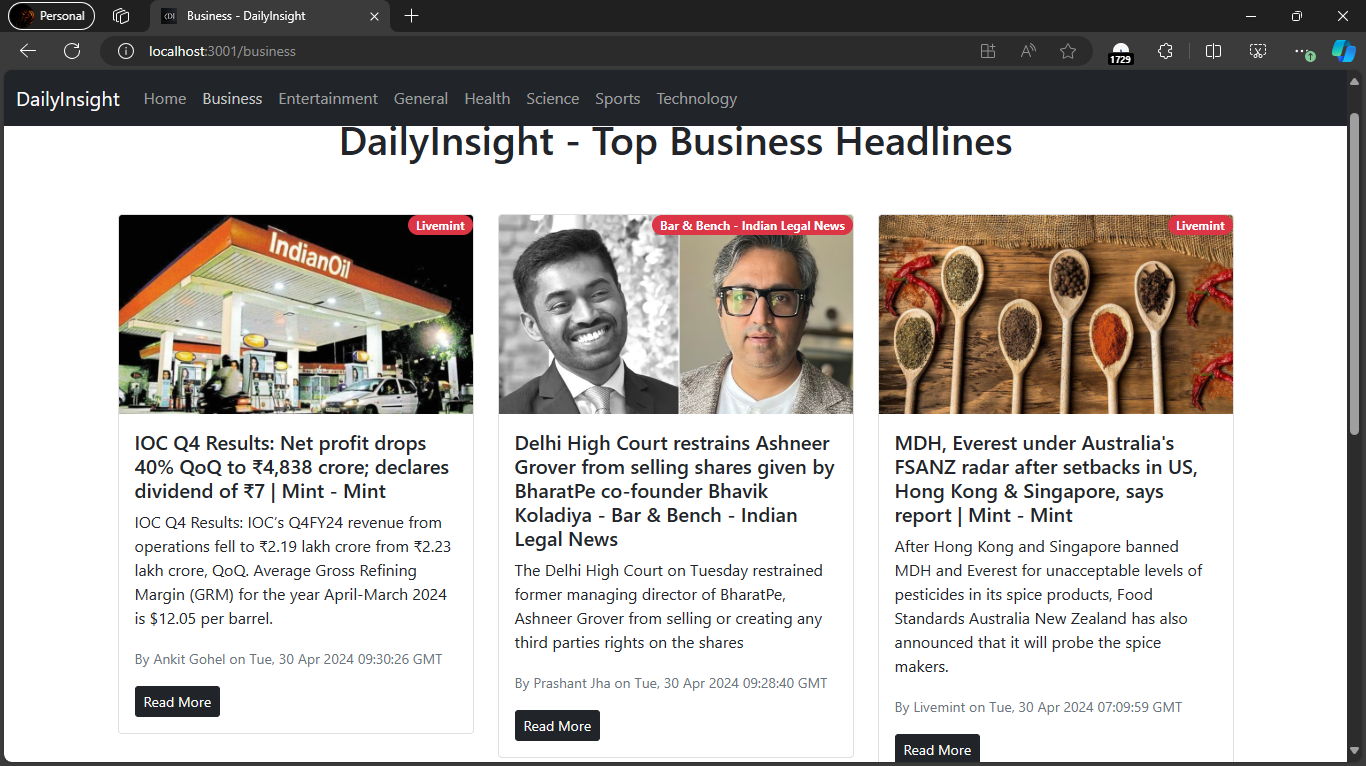 Personal
Business - DailyInsight
localhost:3001/business
1729
DailyInsight Home Business Entertainment General Health Science Sports Technology
DailyInsight - Top Business Headlines
Livemint
IndianOil
IOC Q4 Results: Net profit drops
40% QoQ to ₹4,838 crore; declares
dividend of ₹7 | Mint - Mint
IOC Q4 Results: IOC’s Q4FY24 revenue from
operations fell to ₹2.19 lakh crore from ₹2.23
lakh crore, QoQ. Average Gross Refining
Margin (GRM) for the year April-March 2024
is $12.05 per barrel.
By Ankit Gohel on Tue, 30 Apr 2024 09:30:26 GMT
Read More
Bar & Bench - Indian Legal News
Delhi High Court restrains Ashneer
Grover from selling shares given by
BharatPe co-founder Bhavik
Koladiya - Bar & Bench - Indian
Legal News
The Delhi High Court on Tuesday restrained
former managing director of BharatPe,
Ashneer Grover from selling or creating any
third parties rights on the shares
By Prashant Jha on Tue, 30 Apr 2024 09:28:40 GMT
Read More
Livemint
MDH, Everest under Australia's
FSANZ radar after setbacks in US,
Hong Kong & Singapore, says
report | Mint - Mint
After Hong Kong and Singapore banned
MDH and Everest for unacceptable levels of
pesticides in its spice products, Food
Standards Australia New Zealand has also
announced that it will probe the spice
makers.
By Livemint on Tue, 30 Apr 2024 07:09:59 GMT
Read More